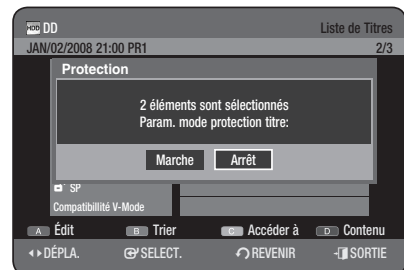 HDD DD Liste de Titres
JAN/02/2008 21:00 PR1 2/3
Protection
2 éléments sont sélectionnés
Param. mode protection titre:
Marche Arrêt
SP
Compatibillité V-Mode
A Édit B Trier C Accéder à D Contenu
DÉPLA. SELECT. REVENIR SORTIE